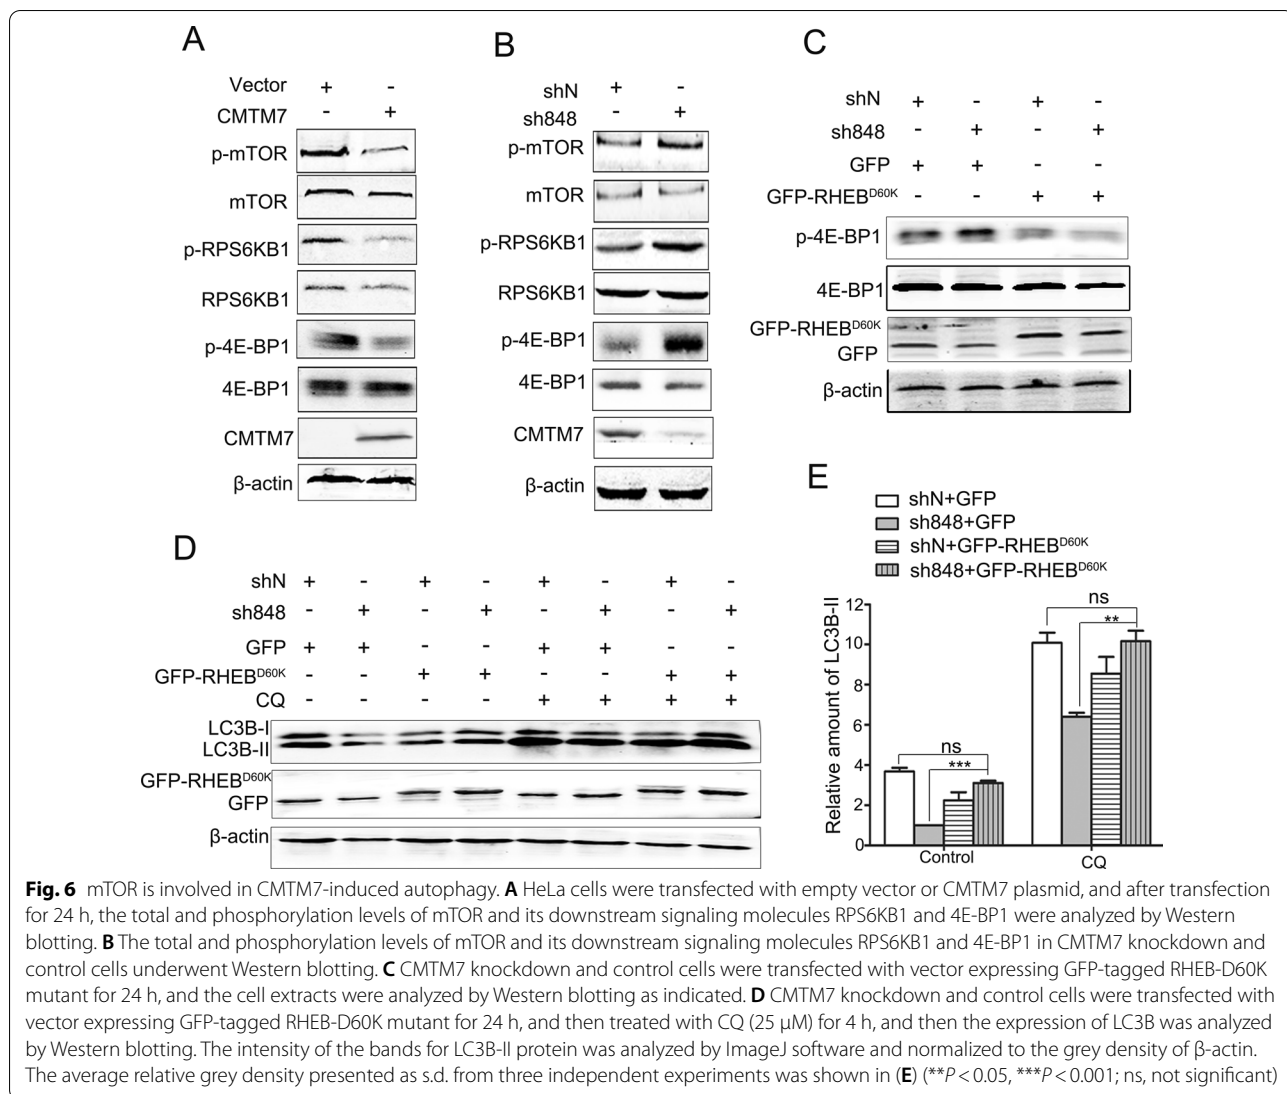 A
Vector + -
CMTM7 - +
p-mTOR
mTOR
p-RPS6KB1
RPS6KB1
p-4E-BP1
4E-BP1
CMTM7
β-actin
B
shN + -
sh848 - +
p-mTOR
mTOR
p-RPS6KB1
RPS6KB1
p-4E-BP1
4E-BP1
CMTM7
β-actin
C
shN + - + -
sh848 - + - +
GFP + + - -
GFP-RHEB^D60K - - + +
p-4E-BP1
4E-BP1
GFP-RHEB^D60K
GFP
β-actin
D
shN + - + - + - + -
sh848 - + - + - + - +
GFP + + - - + + - -
GFP-RHEB^D60K - - + + - - + +
CQ - - - - + + + +
LC3B-I
LC3B-II
GFP-RHEB^D60K
GFP
β-actin
E
shN+GFP
sh848+GFP
shN+GFP-RHEB^D60K
sh848+GFP-RHEB^D60K
Relative amount of LC3B-II
12
10
8
6
4
2
0
ns
***
ns
**
Control
CQ
Fig. 6 mTOR is involved in CMTM7-induced autophagy. A HeLa cells were transfected with empty vector or CMTM7 plasmid, and after transfection
for 24 h, the total and phosphorylation levels of mTOR and its downstream signaling molecules RPS6KB1 and 4E-BP1 were analyzed by Western
blotting. B The total and phosphorylation levels of mTOR and its downstream signaling molecules RPS6KB1 and 4E-BP1 in CMTM7 knockdown and
control cells underwent Western blotting. C CMTM7 knockdown and control cells were transfected with vector expressing GFP-tagged RHEB-D60K
mutant for 24 h, and the cell extracts were analyzed by Western blotting as indicated. D CMTM7 knockdown and control cells were transfected with
vector expressing GFP-tagged RHEB-D60K mutant for 24 h, and then treated with CQ (25 μM) for 4 h, and then the expression of LC3B was analyzed
by Western blotting. The intensity of the bands for LC3B-II protein was analyzed by ImageJ software and normalized to the grey density of β-actin.
The average relative grey density presented as s.d. from three independent experiments was shown in (E) (**P < 0.05, ***P < 0.001; ns, not significant)